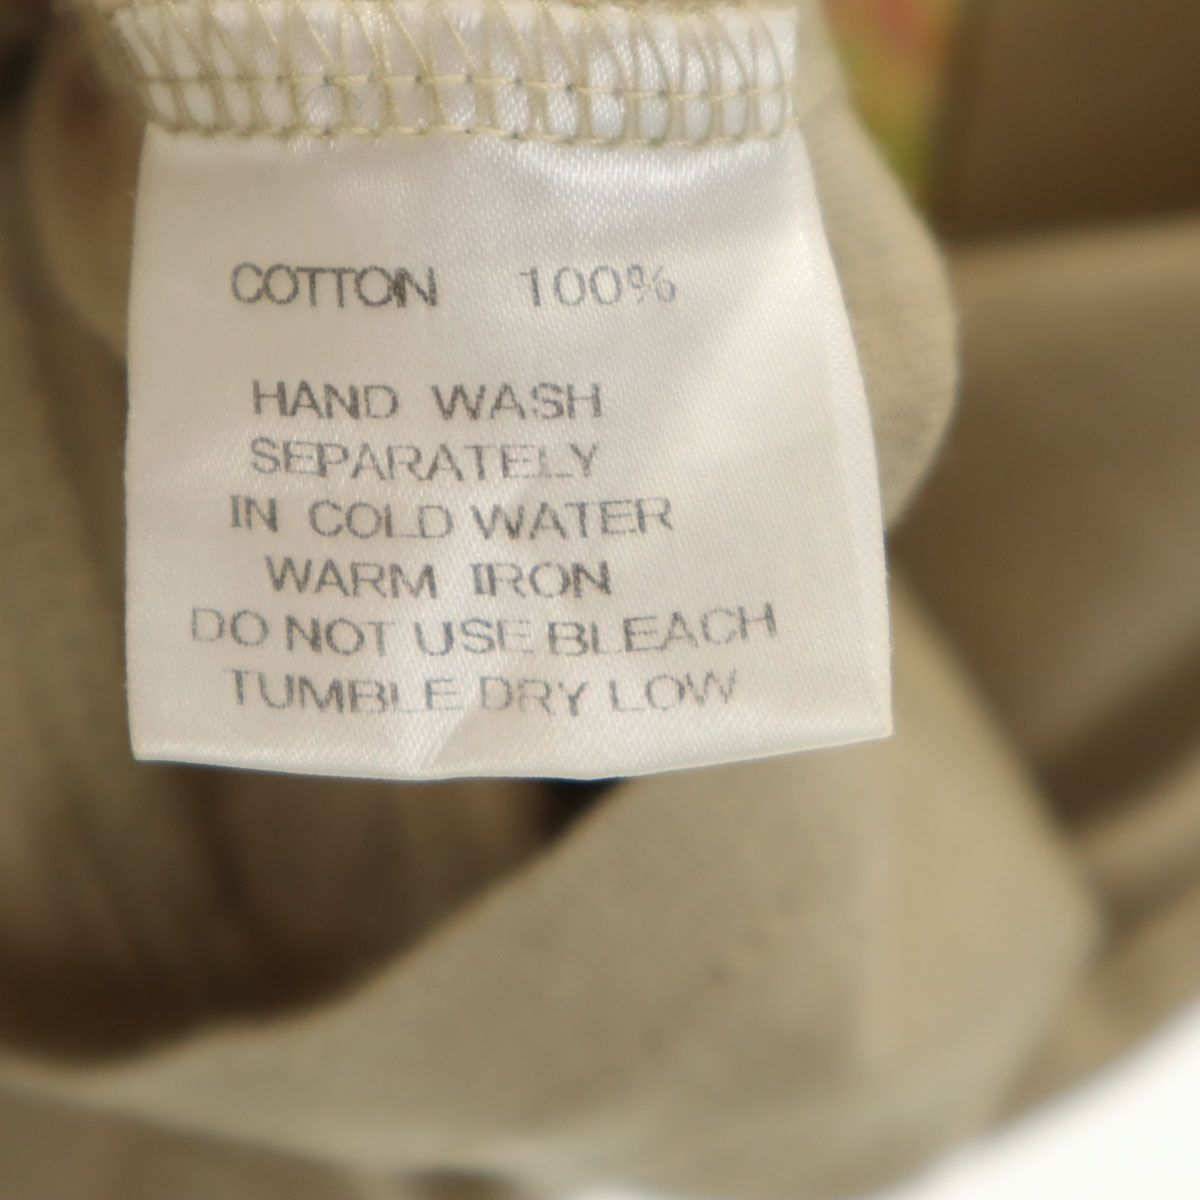 COTTON 100%
HAND WASH
SEPARATELY
IN COLD WATER
WARM IRON
DO NOT USE BLEACH
TUMBLE DRY LOW